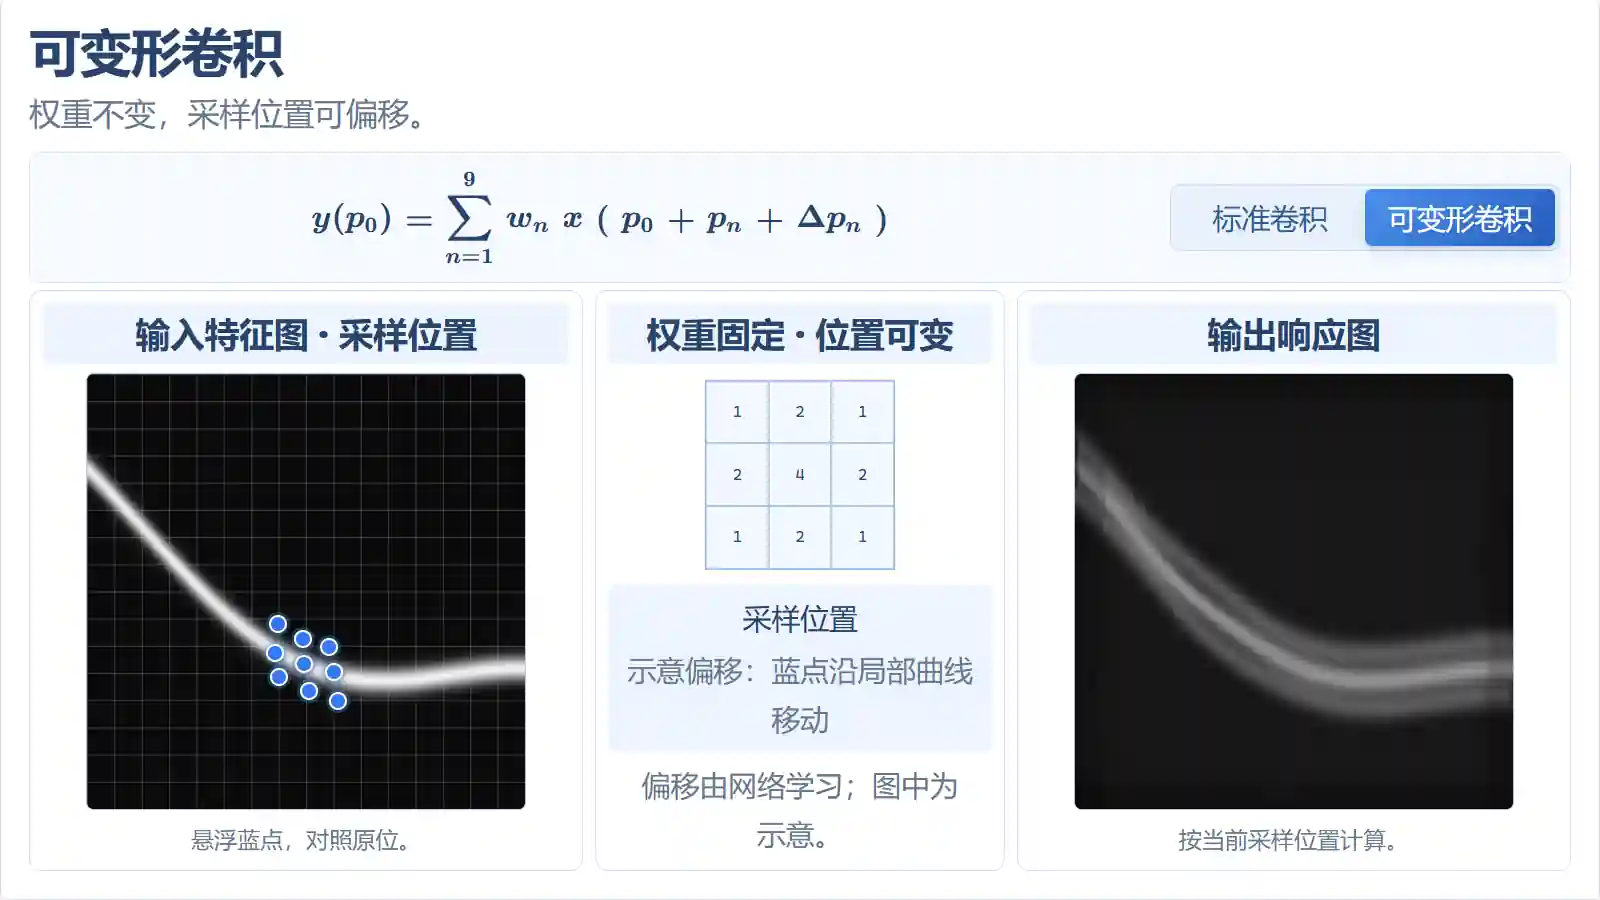 可变形卷积
权重不变，采样位置可偏移。
y(p₀) = ∑ₙ₌₁⁹ wₙ x ( p₀ + pₙ + Δpₙ )
标准卷积
可变形卷积
输入特征图 · 采样位置
悬浮蓝点，对照原位。
权重固定 · 位置可变
1 2 1
2 4 2
1 2 1
采样位置
示意偏移：蓝点沿局部曲线
移动
偏移由网络学习；图中为
示意。
输出响应图
按当前采样位置计算。